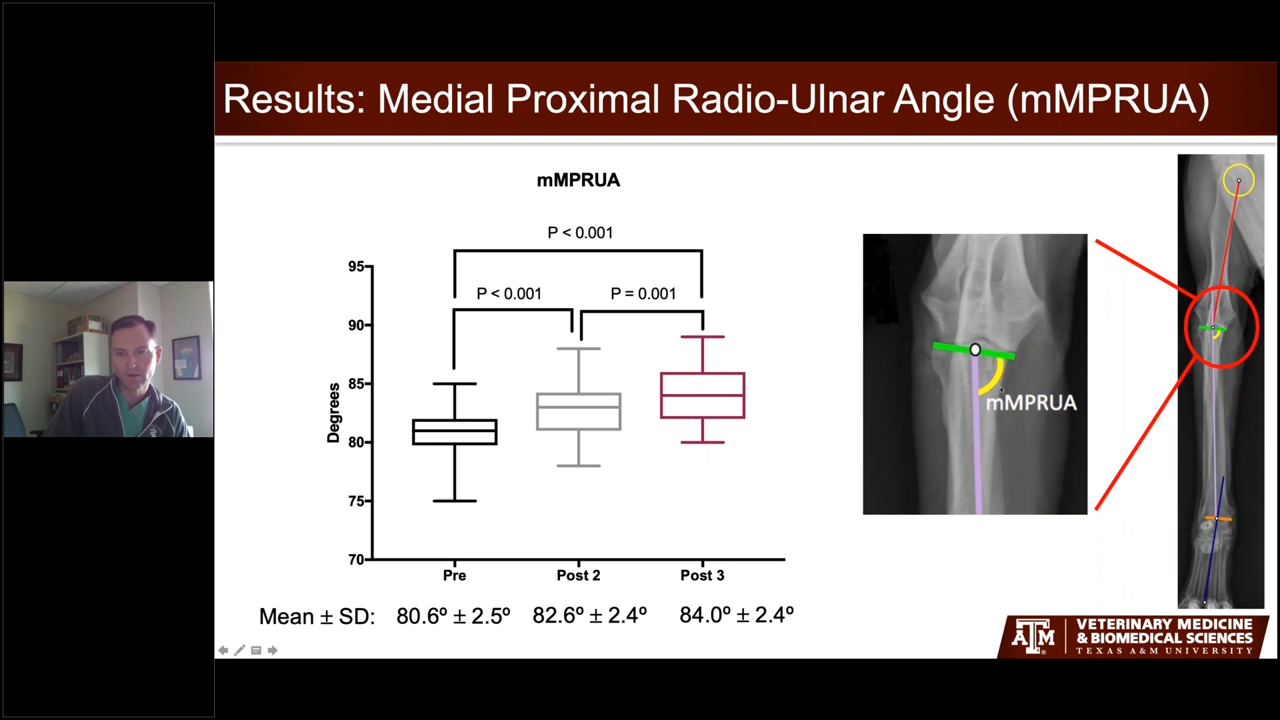 Results: Medial Proximal Radio-Ulnar Angle (mMPRUA)
mMPRUA
P < 0.001
P < 0.001
P = 0.001
95
90
85
80
75
70
Degrees
Pre
Post 2
Post 3
Mean ± SD: 80.6º ± 2.5º 82.6º ± 2.4º 84.0º ± 2.4º
mMPRUA
ATM
VETERINARY MEDICINE
& BIOMEDICAL SCIENCES
TEXAS A&M UNIVERSITY